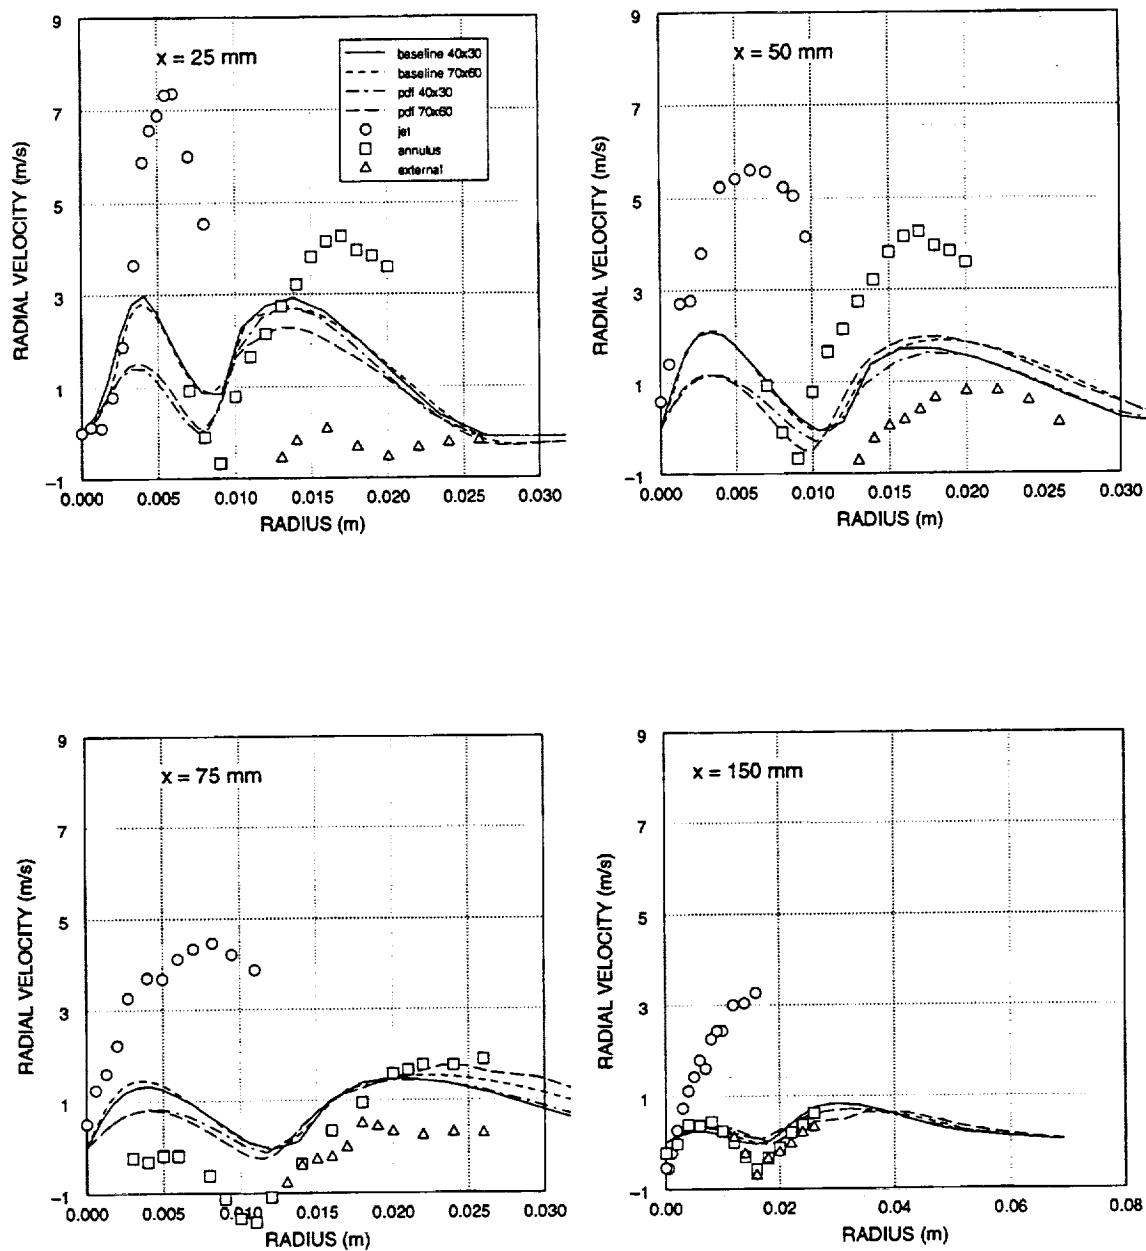 9
7
5
3
1
−1
RADIAL VELOCITY (m/s)
x = 25 mm
baseline 40x30
baseline 70x60
pdf 40x30
pdf 70x60
jet
annulus
external
0.000 0.005 0.010 0.015 0.020 0.025 0.030
RADIUS (m)
9
7
5
3
1
−1
RADIAL VELOCITY (m/s)
x = 50 mm
0.000 0.005 0.010 0.015 0.020 0.025 0.030
RADIUS (m)
9
7
5
3
1
−1
RADIAL VELOCITY (m/s)
x = 75 mm
0.000 0.005 0.010 0.015 0.020 0.025 0.030
RADIUS (m)
9
7
5
3
1
−1
RADIAL VELOCITY (m/s)
x = 150 mm
0.00 0.02 0.04 0.06 0.08
RADIUS (m)